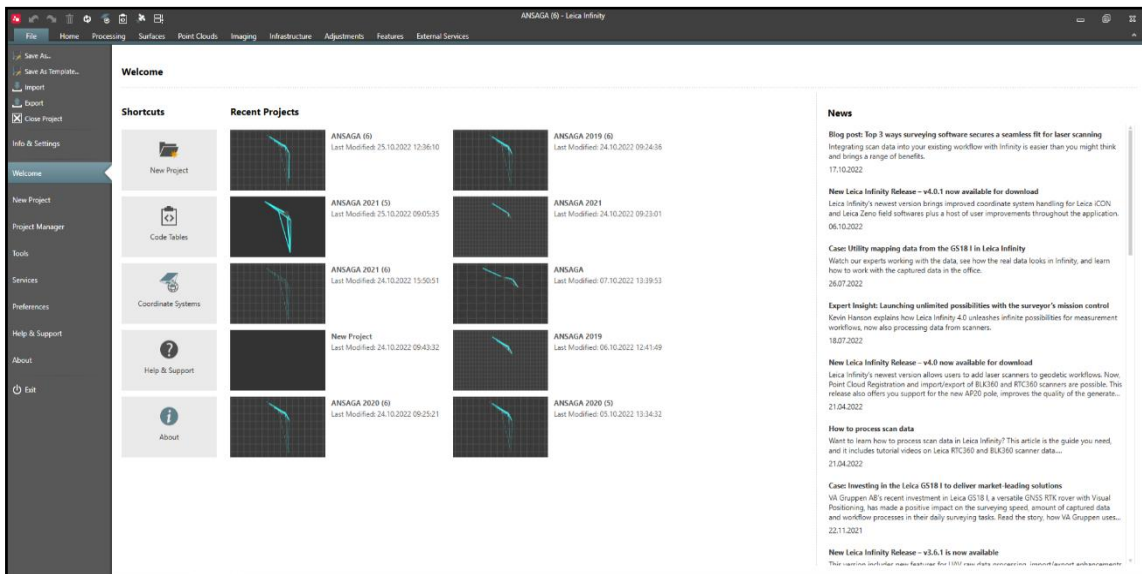 ANSAGA (6) - Leica Infinity
File Home Processing Surfaces Point Clouds Imaging Infrastructure Adjustments Features External Services
Save As...
Save As Template...
Import
Export
Close Project
Info & Settings
Welcome
New Project
Project Manager
Tools
Services
Preferences
Help & Support
About
Exit
Welcome
Shortcuts
New Project
Code Tables
Coordinate Systems
Help & Support
About
Recent Projects
ANSAGA (6)
Last Modified: 25.10.2022 12:36:10
ANSAGA 2019 (6)
Last Modified: 24.10.2022 09:24:36
ANSAGA 2021 (5)
Last Modified: 25.10.2022 09:05:35
ANSAGA 2021
Last Modified: 24.10.2022 09:23:01
ANSAGA 2021 (6)
Last Modified: 24.10.2022 15:50:51
ANSAGA
Last Modified: 07.10.2022 13:39:53
New Project
Last Modified: 24.10.2022 09:43:32
ANSAGA 2019
Last Modified: 06.10.2022 12:41:49
ANSAGA 2020 (6)
Last Modified: 24.10.2022 09:25:21
ANSAGA 2020 (5)
Last Modified: 05.10.2022 13:34:32
News
Blog post: Top 3 ways surveying software secures a seamless fit for laser scanning
Integrating scan data into your existing workflow with Infinity is easier than you might think
and brings a range of benefits.
17.10.2022
New Leica Infinity Release – v4.0.1 now available for download
Leica Infinity's newest version brings improved coordinate system handling for Leica iCON
and Leica Zeno field softwares plus a host of user improvements throughout the application.
06.10.2022
Case: Utility mapping data from the GS18 I in Leica Infinity
Watch our experts working with the data, see how the real data looks in Infinity, and learn
how to work with the captured data in the office.
26.07.2022
Expert Insight: Launching unlimited possibilities with the surveyor's mission control
Kevin Hanson explains how Leica Infinity 4.0 unleashes infinite possibilities for measurement
workflows, now also processing data from scanners.
18.07.2022
New Leica Infinity Release – v4.0 now available for download
Leica Infinity's newest version allows users to add laser scanners to geodetic workflows. Now,
Point Cloud Registration and import/export of BLK360 and RTC360 scanners are possible. This
release also offers you support for the new AP20 pole, improves the quality of the generate...
21.04.2022
How to process scan data
Want to learn how to process scan data in Leica Infinity? This article is the guide you need,
and it includes tutorial videos on Leica RTC360 and BLK360 scanner data....
21.04.2022
Case: Investing in the Leica GS18 I to deliver market-leading solutions
VA Gruppen AB's recent investment in Leica GS18 I, a versatile GNSS RTK rover with Visual
Positioning, has made a positive impact on the surveying speed, amount of captured data
and workflow processes in their daily surveying tasks. Read the story, how VA Gruppen uses...
22.11.2021
New Leica Infinity Release – v3.6.1 is now available
This version includes new features for UAV raw data processing, import/export enhancements